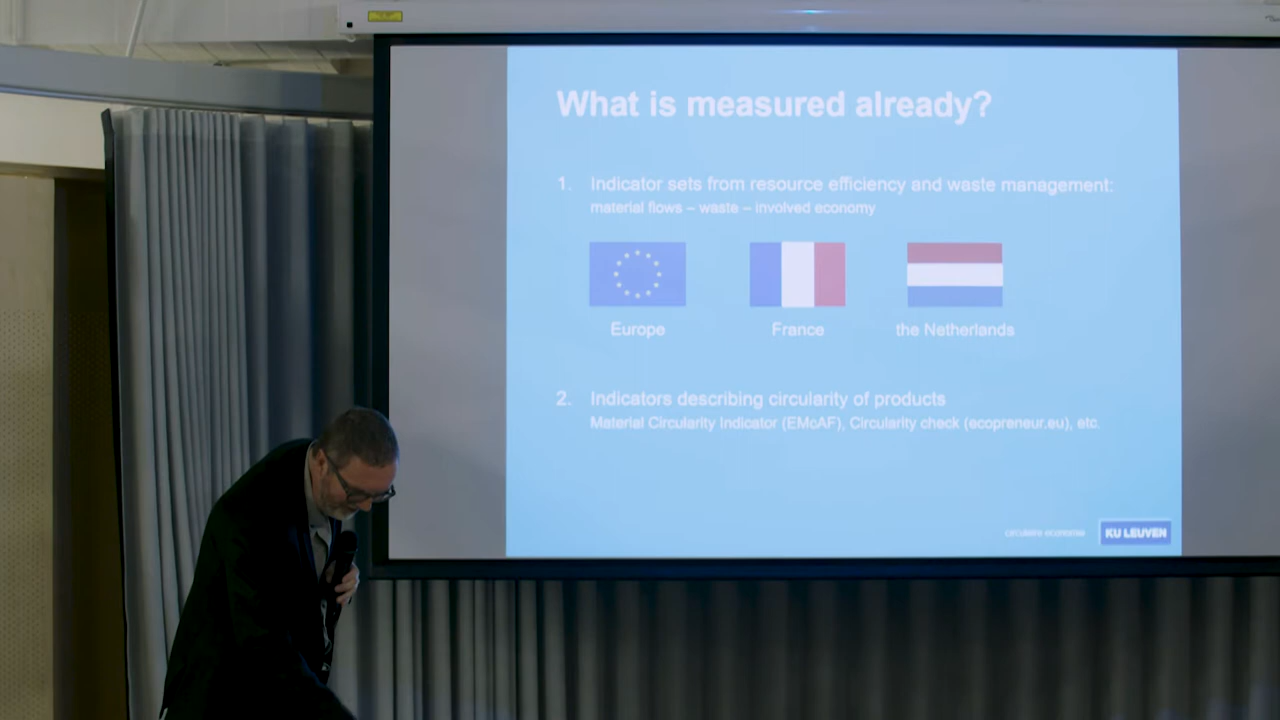 What is measured already?
1. Indicator sets from resource efficiency and waste management:
material flows – waste – involved economy
Europe France the Netherlands
2. Indicators describing circularity of products
Material Circularity Indicator (EMcAF), Circularity check (ecopreneur.eu), etc.
circulaire economie KU LEUVEN